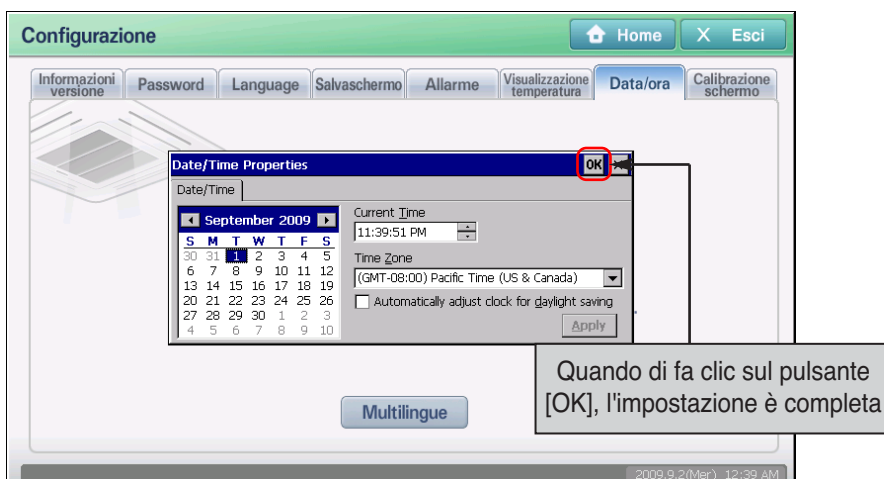 Configurazione
Home
X Esci
Informazioni versione
Password
Language
Salvaschermo
Allarme
Visualizzazione temperatura
Data/ora
Calibrazione schermo
Date/Time Properties
OK
Date/Time
September 2009
S M T W T F S
30 31 1 2 3 4 5
6 7 8 9 10 11 12
13 14 15 16 17 18 19
20 21 22 23 24 25 26
27 28 29 30 1 2 3
4 5 6 7 8 9 10
Current Time
11:39:51 PM
Time Zone
(GMT-08:00) Pacific Time (US & Canada)
Automatically adjust clock for daylight saving
Apply
Quando di fa clic sul pulsante
[OK], l'impostazione è completa
Multilingue
2009.9.2(Mer) 12:39 AM